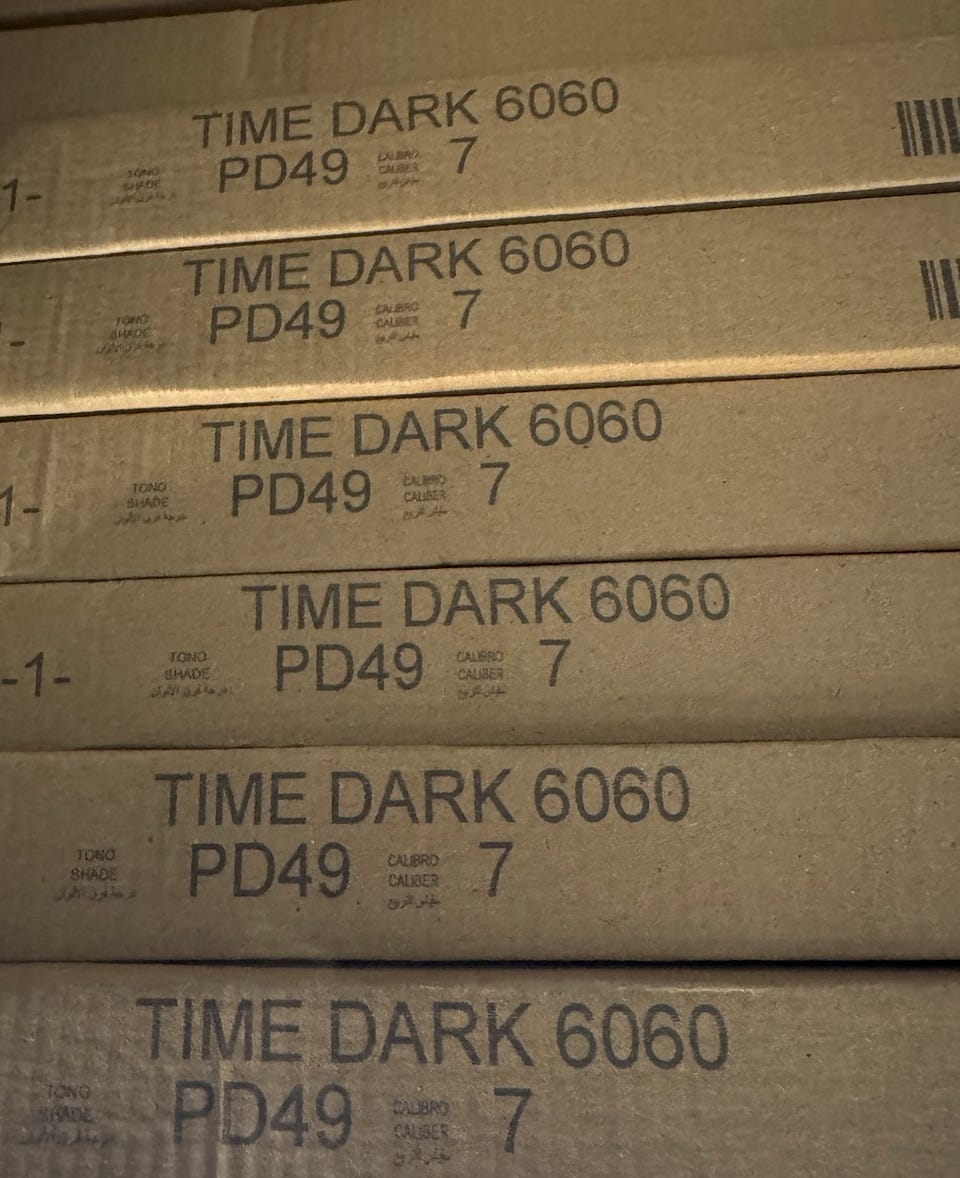 TIME DARK 6060
1- TONO SHADE PD49 CALIBRO CALIBER 7
TIME DARK 6060
- TONO SHADE PD49 CALIBRO CALIBER 7
TIME DARK 6060
1- TONO SHADE PD49 CALIBRO CALIBER 7
TIME DARK 6060
-1- TONO SHADE PD49 CALIBRO CALIBER 7
TIME DARK 6060
TONO SHADE PD49 CALIBRO CALIBER 7
TIME DARK 6060
TONO SHADE PD49 CALIBRO CALIBER 7